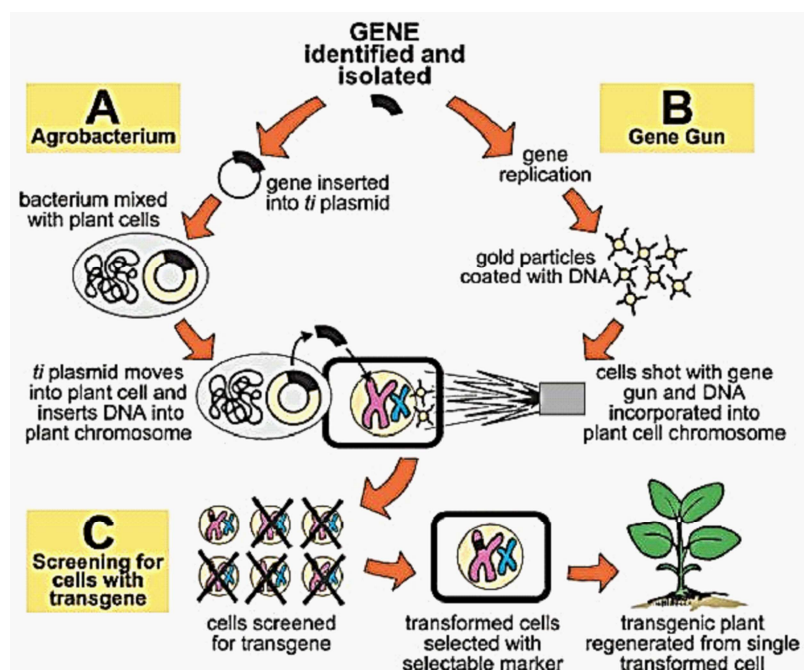 GENE
identified and
isolated
A
Agrobacterium
B
Gene Gun
gene inserted
into ti plasmid
gene
replication
bacterium mixed
with plant cells
gold particles
coated with DNA
ti plasmid moves
into plant cell and
inserts DNA into
plant chromosome
cells shot with gene
gun and DNA
incorporated into
plant cell chromosome
C
Screening for
cells with
transgene
cells screened
for transgene
transformed cells
selected with
selectable marker
transgenic plant
regenerated from single
transformed cell